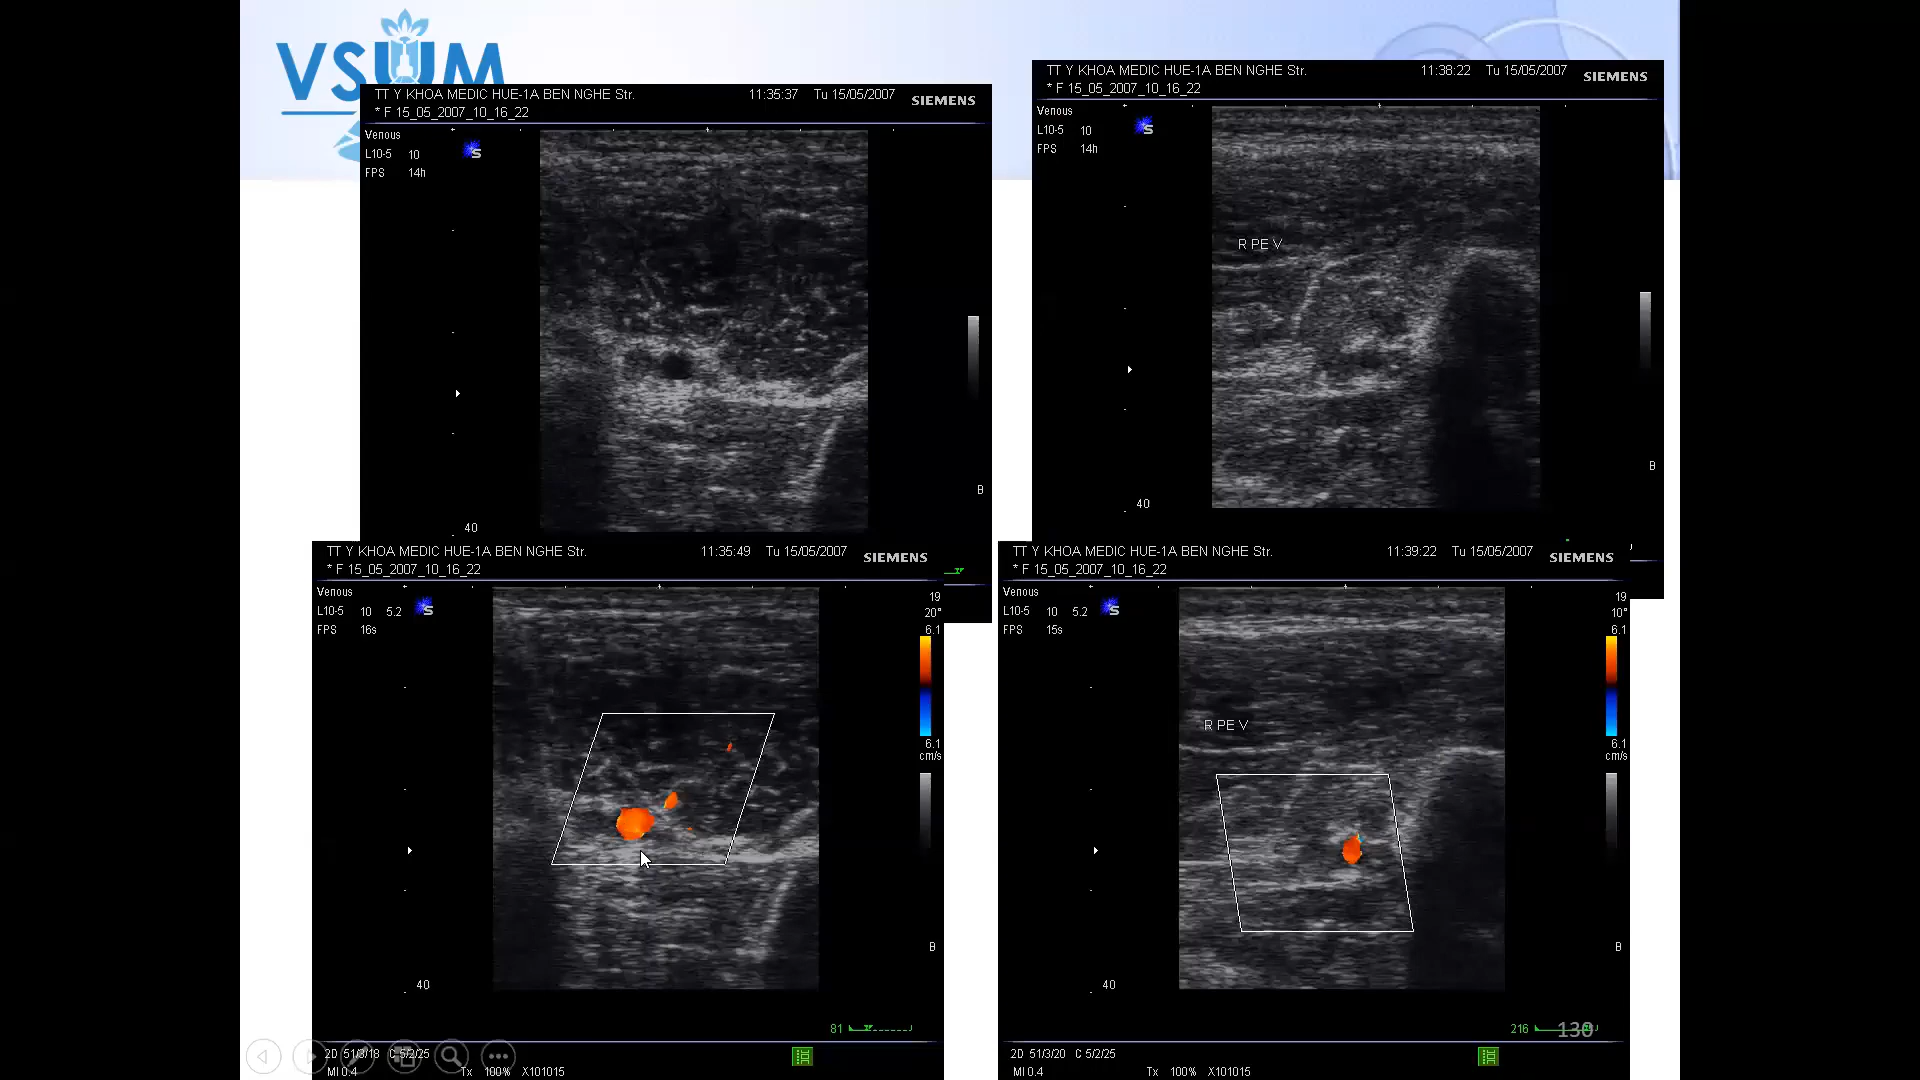 VSUM
TT Y KHOA MEDIC HUE-1A BEN NGHE Str. 11:35:37 Tu 15/05/2007 SIEMENS
* F 15_05_2007_10_16_22
Venous
L10-5 10
FPS 14h
S
B
40
TT Y KHOA MEDIC HUE-1A BEN NGHE Str. 11:38:22 Tu 15/05/2007 SIEMENS
* F 15_05_2007_10_16_22
Venous
L10-5 10
FPS 14h
S
R PE V
B
40
TT Y KHOA MEDIC HUE-1A BEN NGHE Str. 11:35:49 Tu 15/05/2007 SIEMENS
* F 15_05_2007_10_16_22
Venous
L10-5 10 5.2
FPS 16s
S
19
20°
6.1
6.1
cm/s
B
40
81
2D 51/3/18 C 5/2/25
MI 0.4 Tx 100% X101015
TT Y KHOA MEDIC HUE-1A BEN NGHE Str. 11:39:22 Tu 15/05/2007 SIEMENS
* F 15_05_2007_10_16_22
Venous
L10-5 10 5.2
FPS 15s
S
19
10°
6.1
6.1
cm/s
R PE V
B
40
216
130
2D 51/3/20 C 5/2/25
MI 0.4 Tx 100% X101015